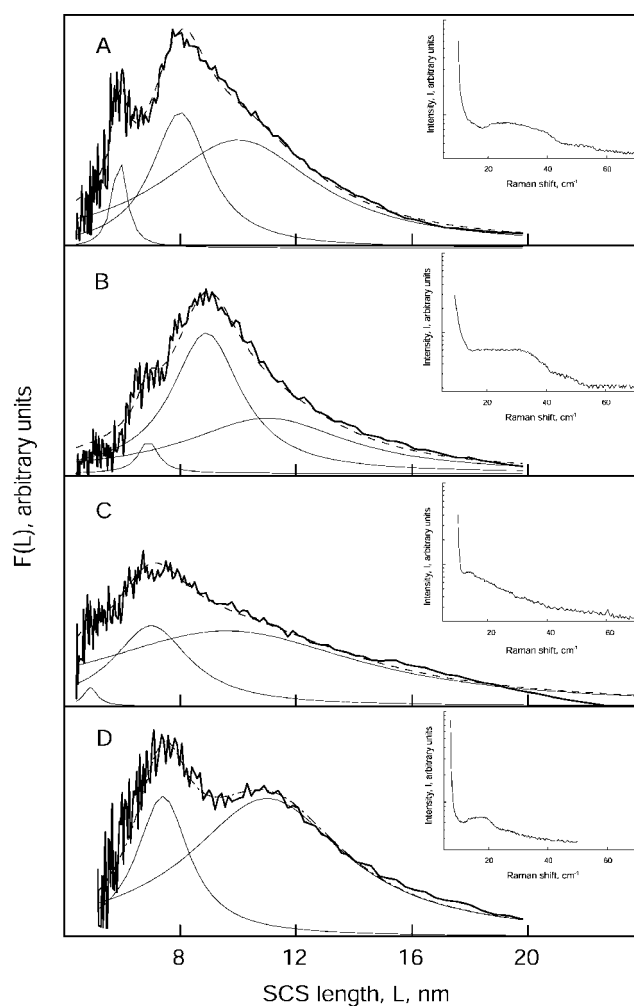 A
Intensity, I, arbitrary units
20 40 60
Raman shift, cm-1
B
Intensity, I, arbitrary units
20 40 60
Raman shift, cm-1
F(L), arbitrary units
C
Intensity, I, arbitrary units
20 40 60
Raman shift, cm-1
D
Intensity, I, arbitrary units
20 40 60
Raman shift, cm-1
8 12 16 20
SCS length, L, nm